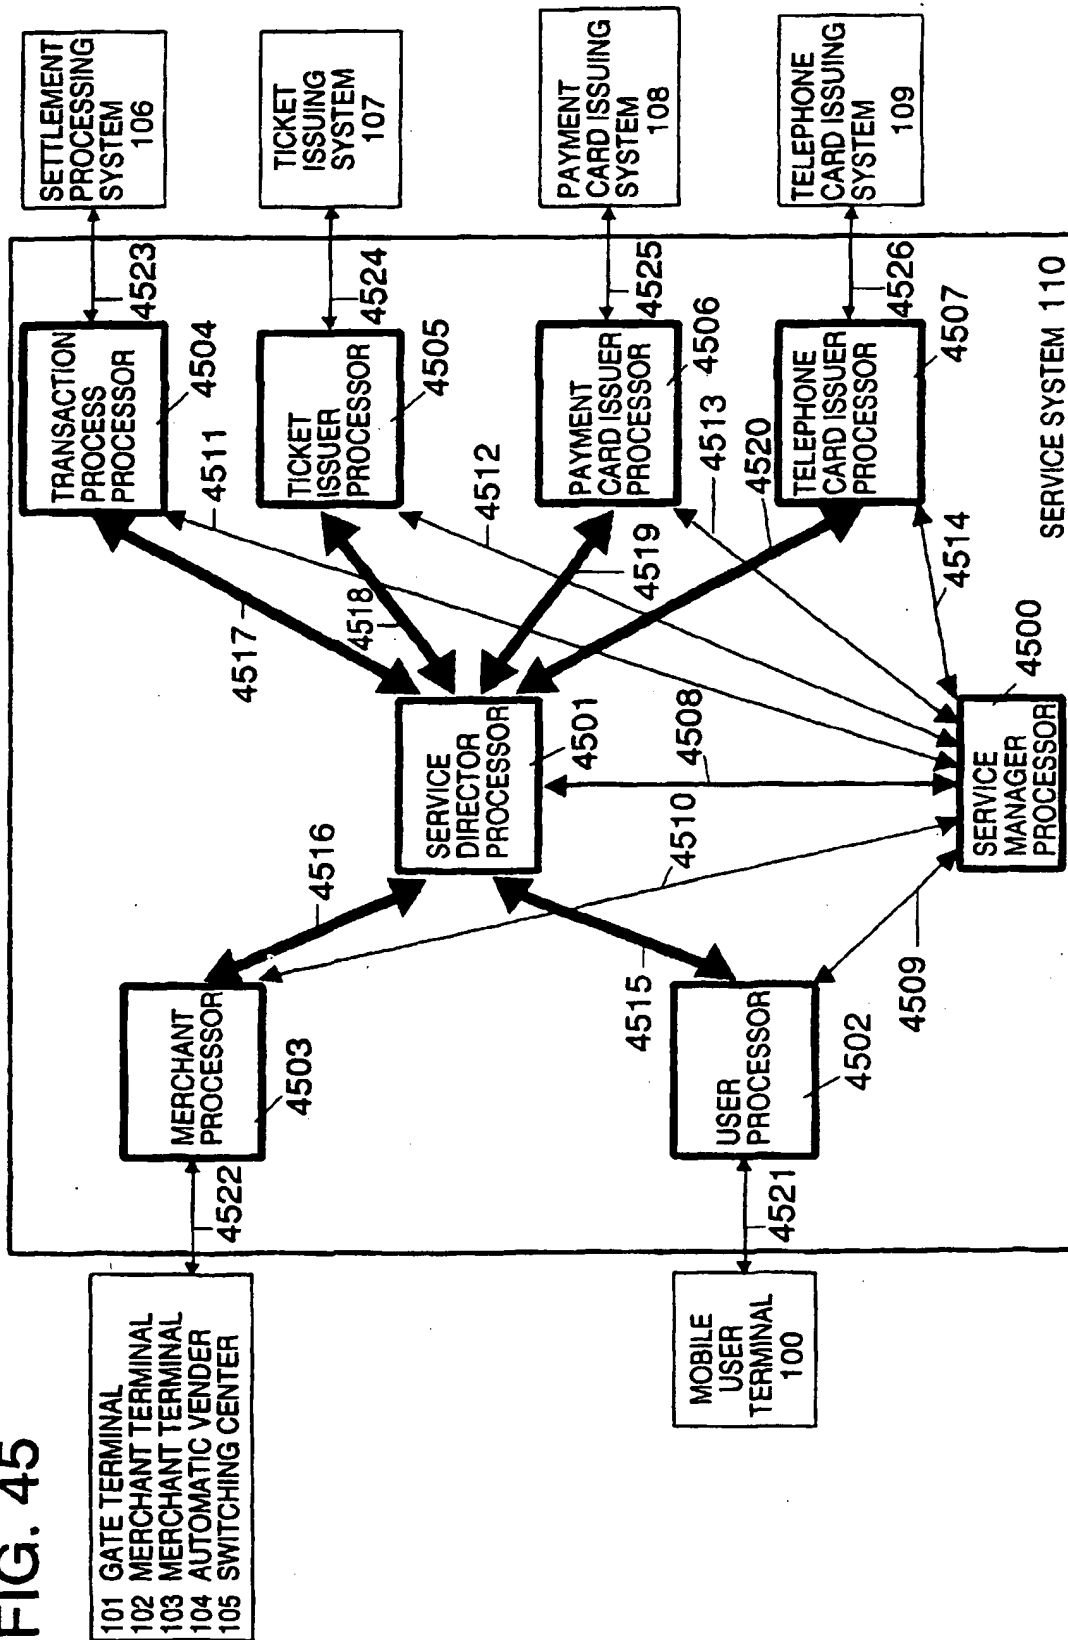 FIG. 45
101 GATE TERMINAL
102 MERCHANT TERMINAL
103 MERCHANT TERMINAL
104 AUTOMATIC VENDER
105 SWITCHING CENTER
4522
MERCHANT
PROCESSOR
4503
4516
MOBILE
USER
TERMINAL
100
4521
USER
PROCESSOR
4502
4515
4509
4510
SERVICE
DIRECTOR
PROCESSOR
4501
4508
SERVICE
MANAGER
PROCESSOR
4500
4517
4518
4519
4520
4511
4512
4513
4514
TRANSACTION
PROCESS
PROCESSOR
4504
TICKET
ISSUER
PROCESSOR
4505
PAYMENT
CARD ISSUER
PROCESSOR
4506
TELEPHONE
CARD ISSUER
PROCESSOR
4507
4523
4524
4525
4526
SERVICE SYSTEM 110
SETTLEMENT
PROCESSING
SYSTEM
106
TICKET
ISSUING
SYSTEM
107
PAYMENT
CARD ISSUING
SYSTEM
108
TELEPHONE
CARD ISSUING
SYSTEM
109